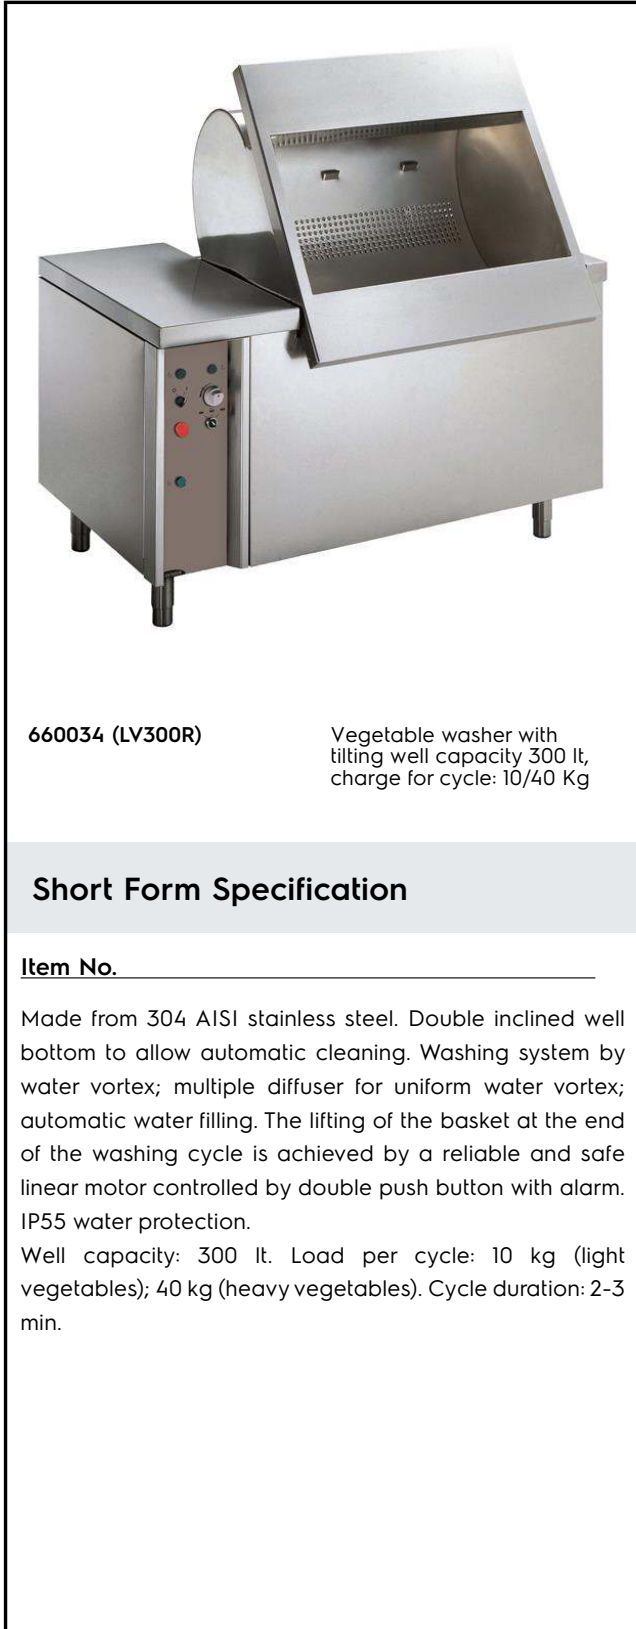 660034 (LV300R)
Vegetable washer with
tilting well capacity 300 lt,
charge for cycle: 10/40 Kg
Short Form Specification
Item No.
Made from 304 AISI stainless steel. Double inclined well
bottom to allow automatic cleaning. Washing system by
water vortex; multiple diffuser for uniform water vortex;
automatic water filling. The lifting of the basket at the end
of the washing cycle is achieved by a reliable and safe
linear motor controlled by double push button with alarm.
IP55 water protection.
Well capacity: 300 lt. Load per cycle: 10 kg (light
vegetables); 40 kg (heavy vegetables). Cycle duration: 2-3
min.